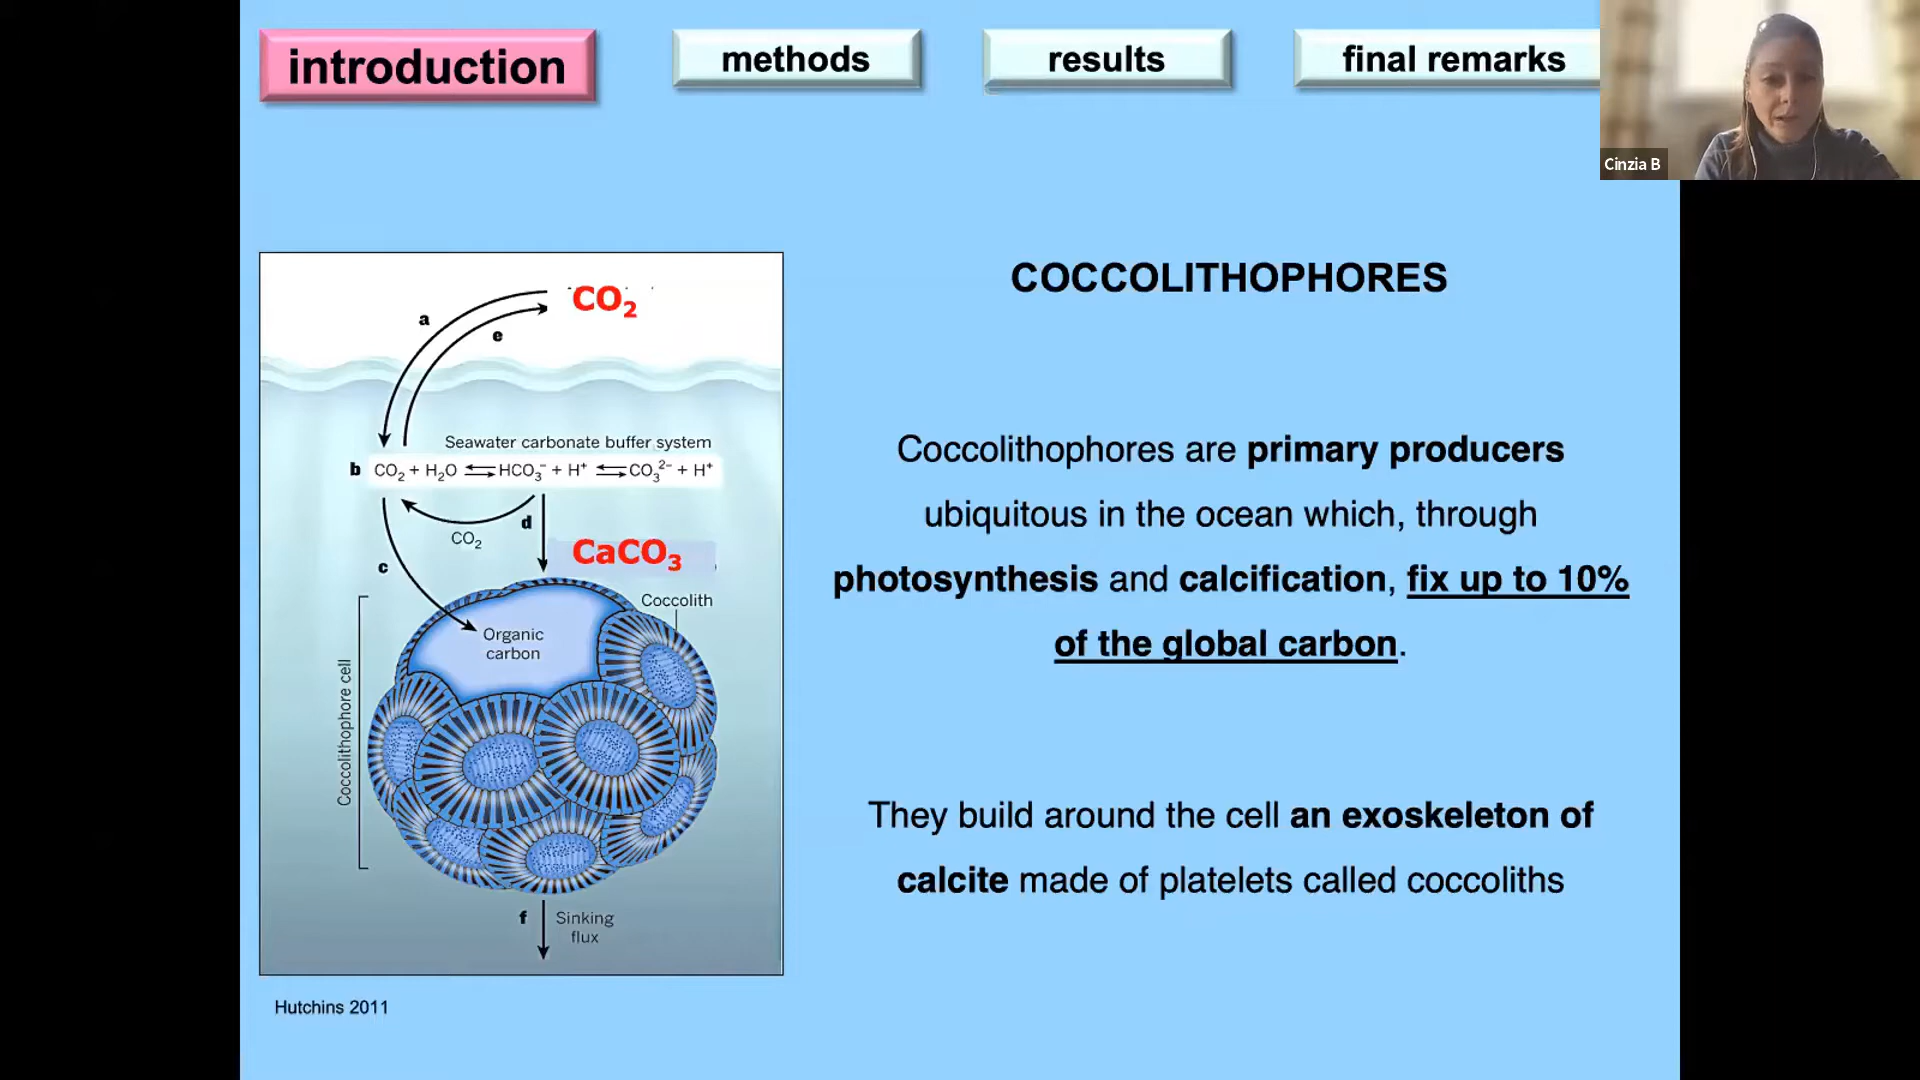 introduction
methods
results
final remarks
Cinzia B
COCCOLITHOPHORES
CO₂
a
e
Seawater carbonate buffer system
b CO₂ + H₂O ⇌ HCO₃⁻ + H⁺ ⇌ CO₃²⁻ + H⁺
d
CO₂
CaCO₃
c
Coccolith
Organic
carbon
Coccolithophore cell
f
Sinking
flux
Hutchins 2011
Coccolithophores are primary producers
ubiquitous in the ocean which, through
photosynthesis and calcification, fix up to 10%
of the global carbon.
They build around the cell an exoskeleton of
calcite made of platelets called coccoliths